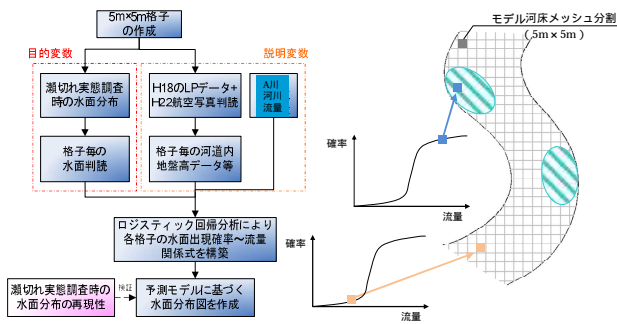 5m×5m格子
の作成
目的変数
説明変数
瀬切れ実態調査
時の水面分布
H18のLPデータ+
H22航空写真判読
A川
河川
流量
格子毎の
水面判読
格子毎の河道内
地盤高データ等
ロジスティック回帰分析により
各格子の水面出現確率～流量
関係式を構築
瀬切れ実態調査時の
水面分布の再現性
検証
予測モデルに基づく
水面分布図を作成
モデル河床メッシュ分割
(5m×5m)
確率
流量
確率
流量